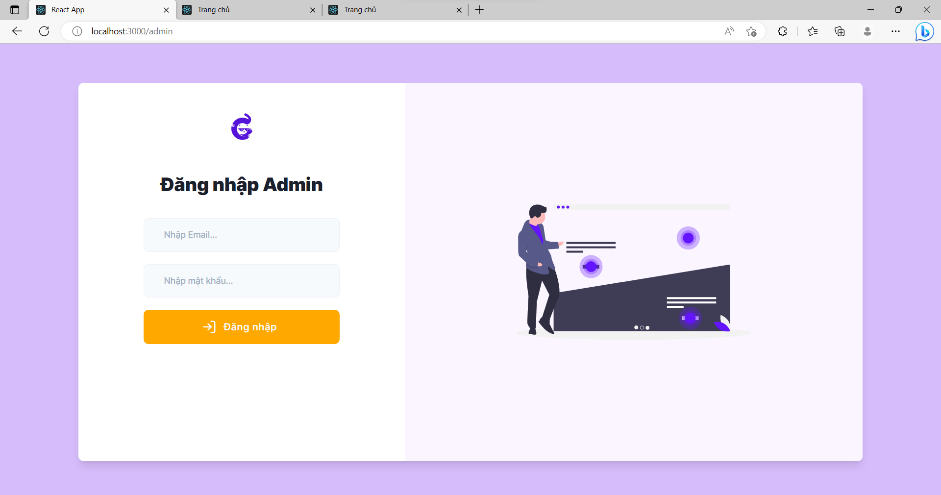 React App
Trang chủ
Trang chủ
localhost:3000/admin
Đăng nhập Admin
Nhập Email...
Nhập mật khẩu...
Đăng nhập